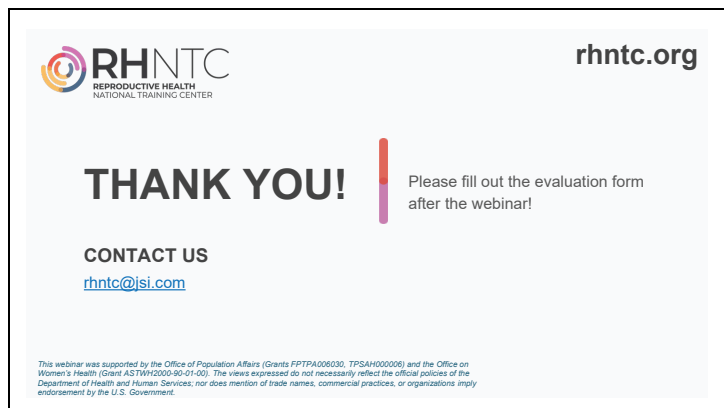 RHNTC
REPRODUCTIVE HEALTH
NATIONAL TRAINING CENTER
rhntc.org
THANK YOU!
Please fill out the evaluation form
after the webinar!
CONTACT US
rhntc@jsi.com
This webinar was supported by the Office of Population Affairs (Grants FPTPA006030, TPSAH000006) and the Office on
Women's Health (Grant ASTWH2000-90-01-00). The views expressed do not necessarily reflect the official policies of the
Department of Health and Human Services; nor does mention of trade names, commercial practices, or organizations imply
endorsement by the U.S. Government.